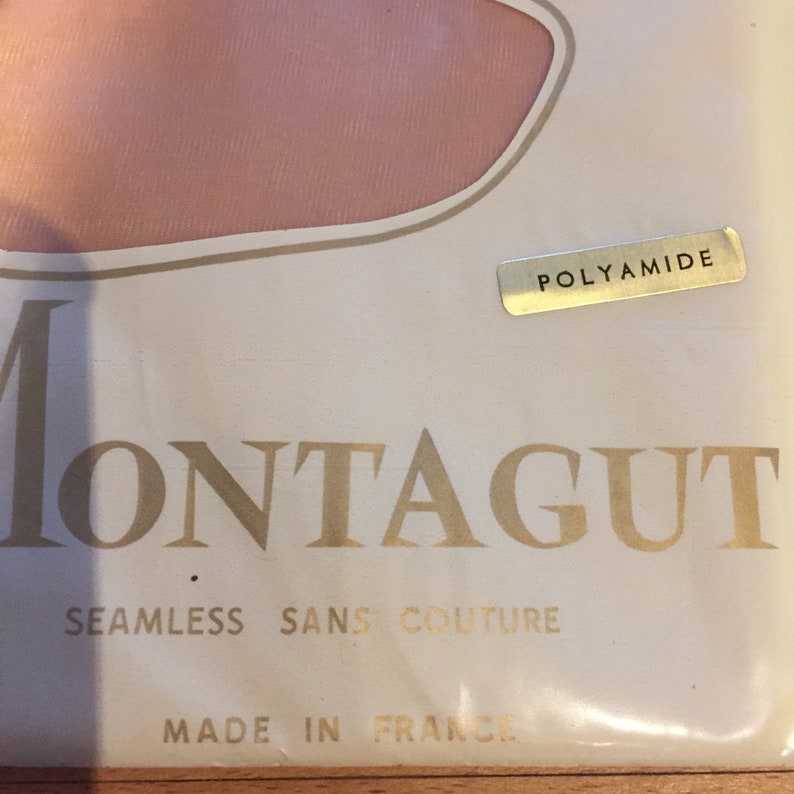 POLYAMIDE
MONTAGUT
SEAMLESS SANS COUTURE
MADE IN FRANCE